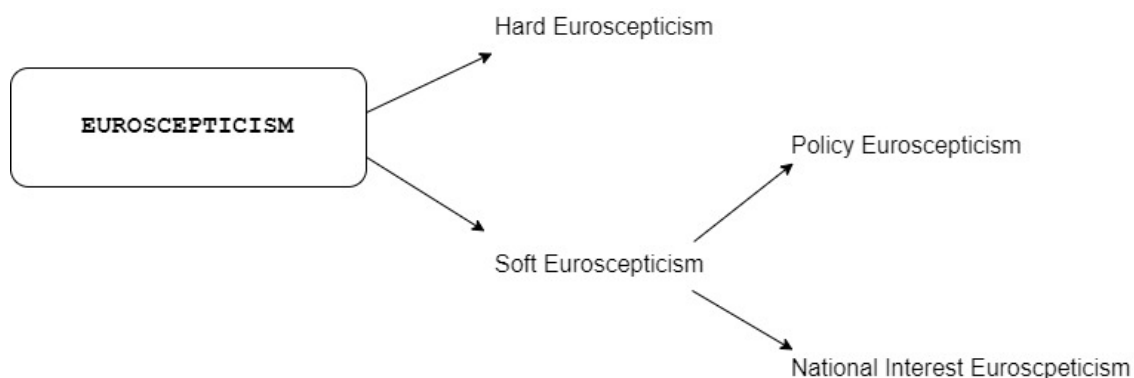 Hard Euroscepticism
EUROSCEPTICISM
Policy Euroscepticism
Soft Euroscepticism
National Interest Euroscpeticism